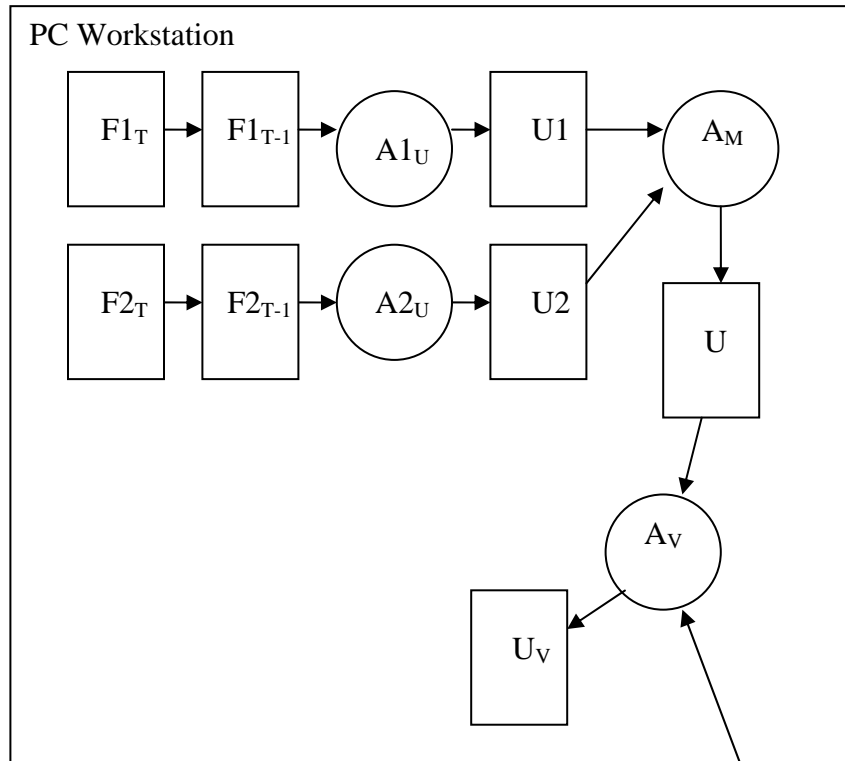 PC Workstation
F1T F1T-1 A1U U1 AM
F2T F2T-1 A2U U2
U
AV
UV